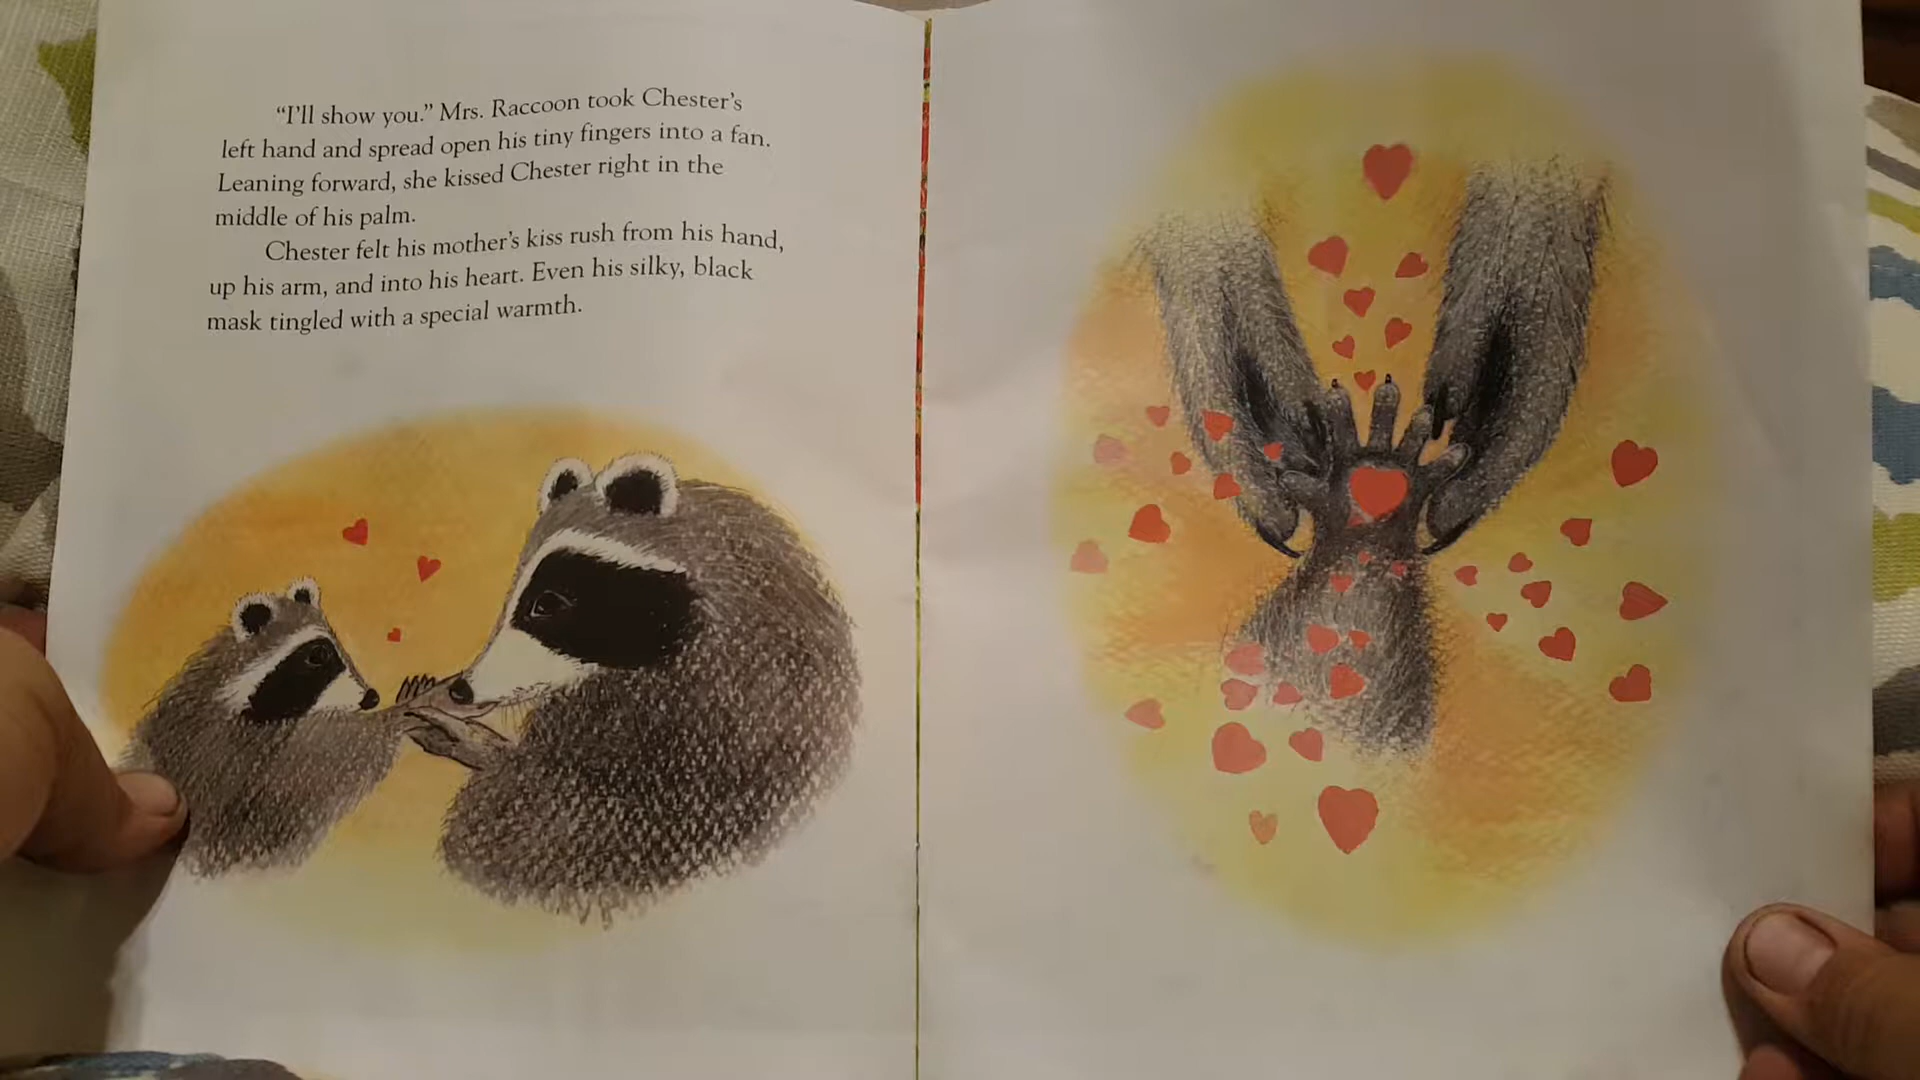 “I’ll show you.” Mrs. Raccoon took Chester’s
left hand and spread open his tiny fingers into a fan.
Leaning forward, she kissed Chester right in the
middle of his palm.
Chester felt his mother’s kiss rush from his hand,
up his arm, and into his heart. Even his silky, black
mask tingled with a special warmth.